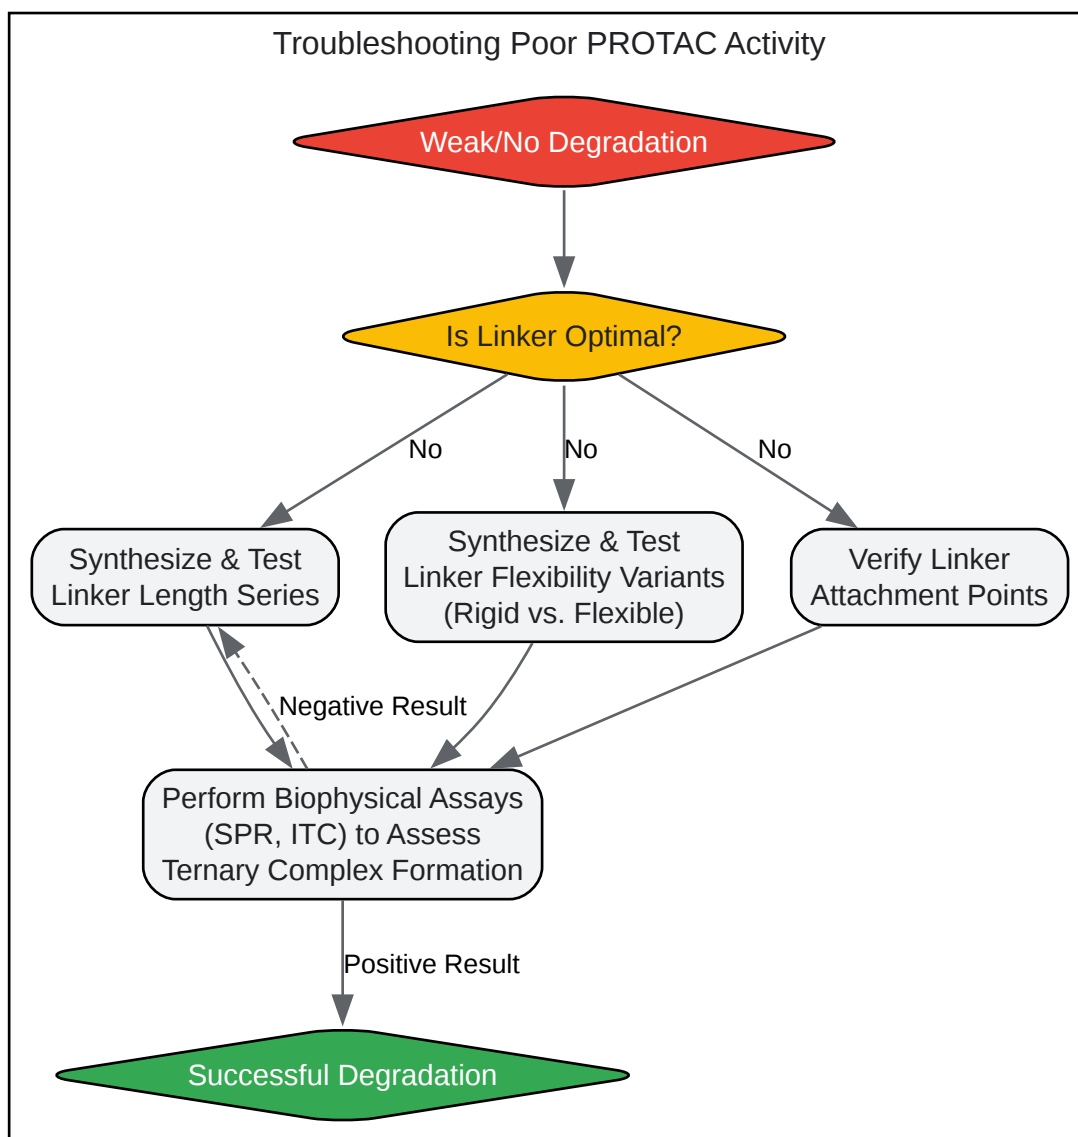 Troubleshooting Poor PROTAC Activity
Weak/No Degradation
Is Linker Optimal?
No
No
No
Synthesize & Test
Linker Length Series
Synthesize & Test
Linker Flexibility Variants
(Rigid vs. Flexible)
Verify Linker
Attachment Points
Negative Result
Perform Biophysical Assays
(SPR, ITC) to Assess
Ternary Complex Formation
Positive Result
Successful Degradation